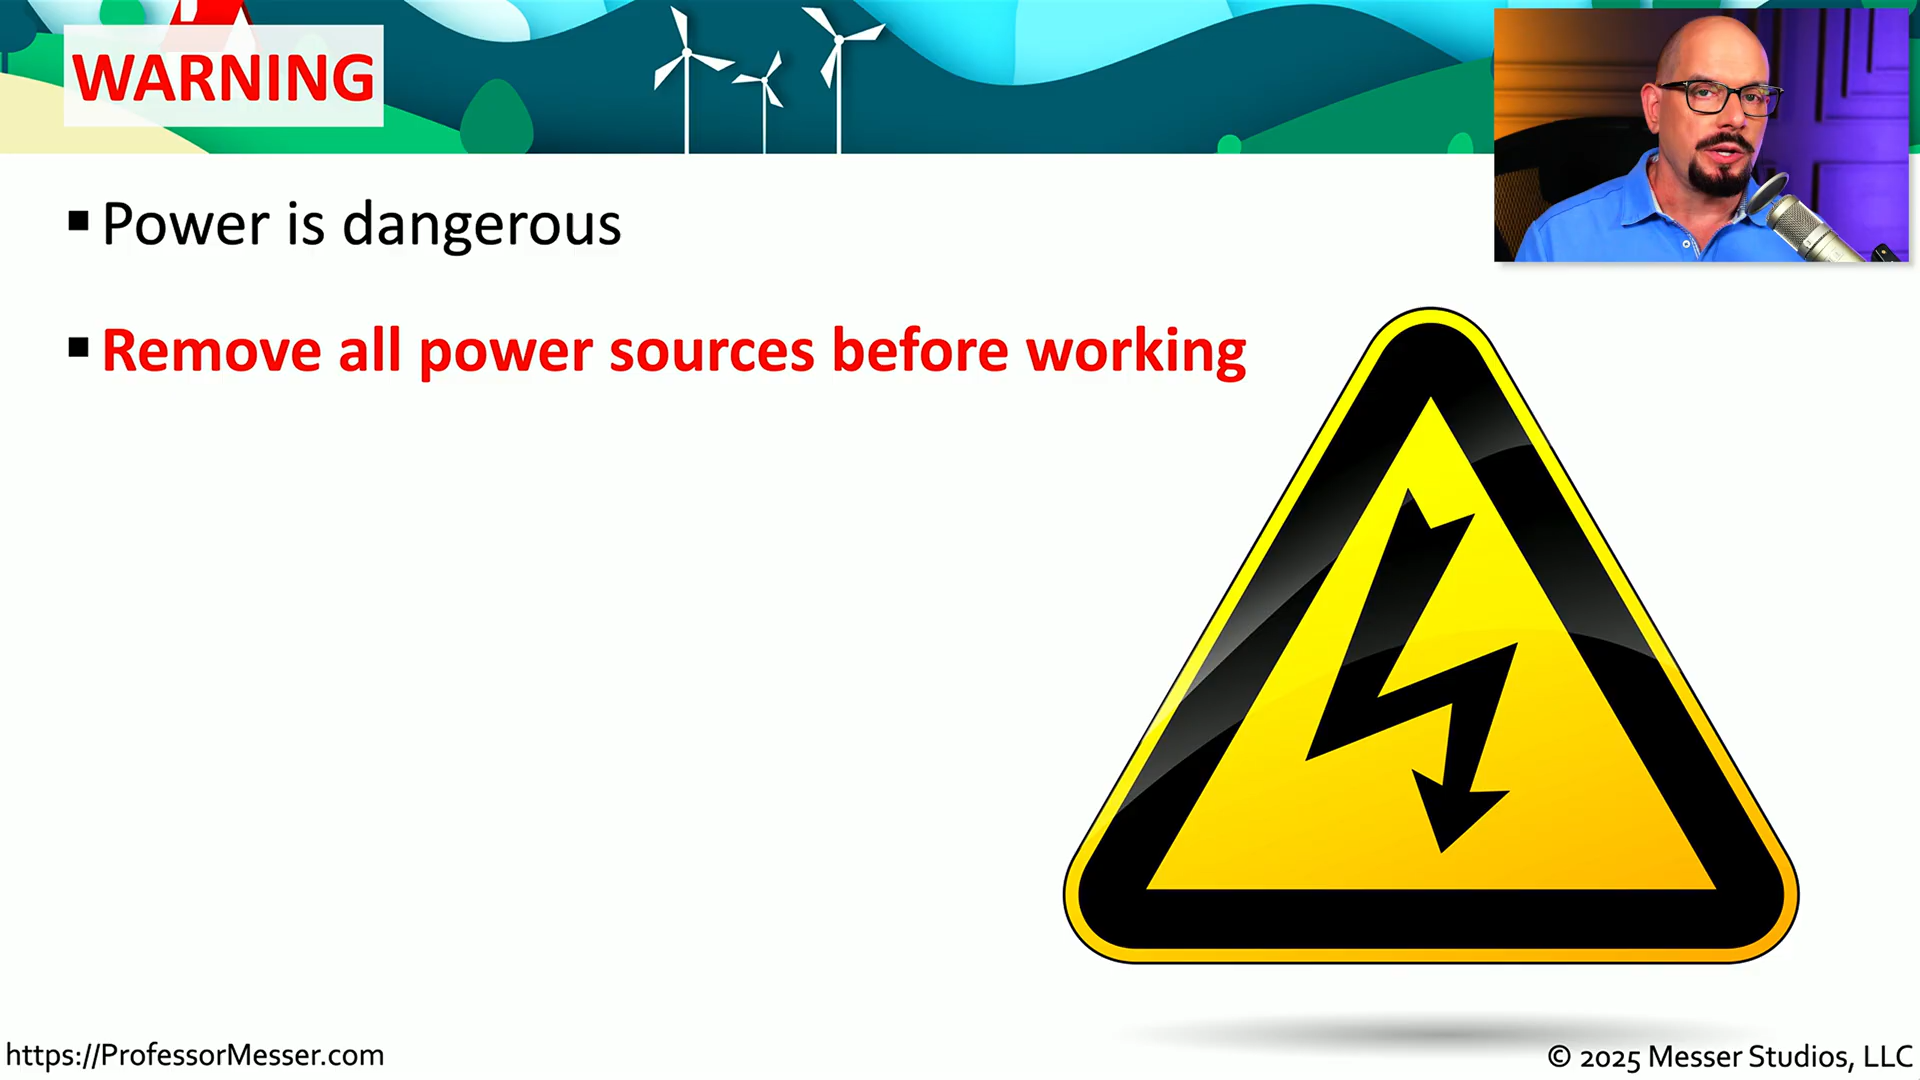 WARNING
▪ Power is dangerous
▪ Remove all power sources before working
https://ProfessorMesser.com
© 2025 Messer Studios, LLC